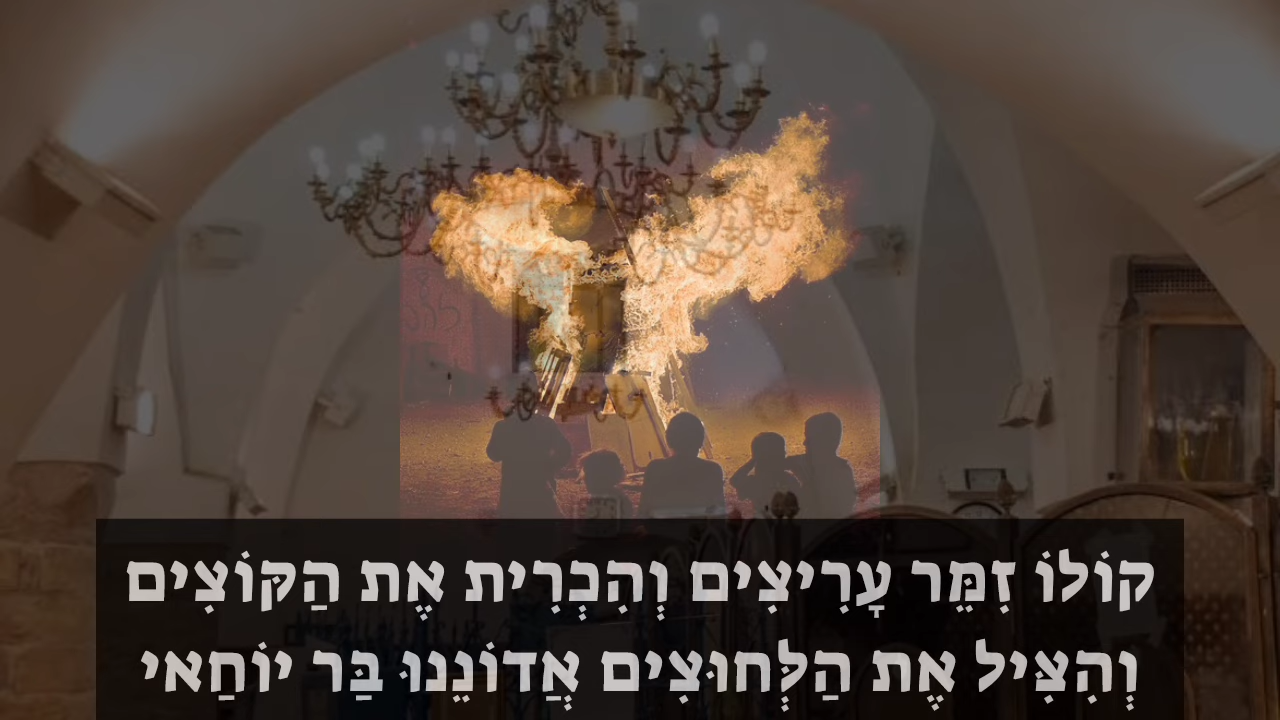 קוֹלוֹ זִמֵּר עָרִיצִים וְהִכְרִית אֶת הַקּוֹצִים
וְהִצִּיל אֶת הַלְּחוּצִים אֲדוֹנֵנוּ בַּר יוֹחַאי